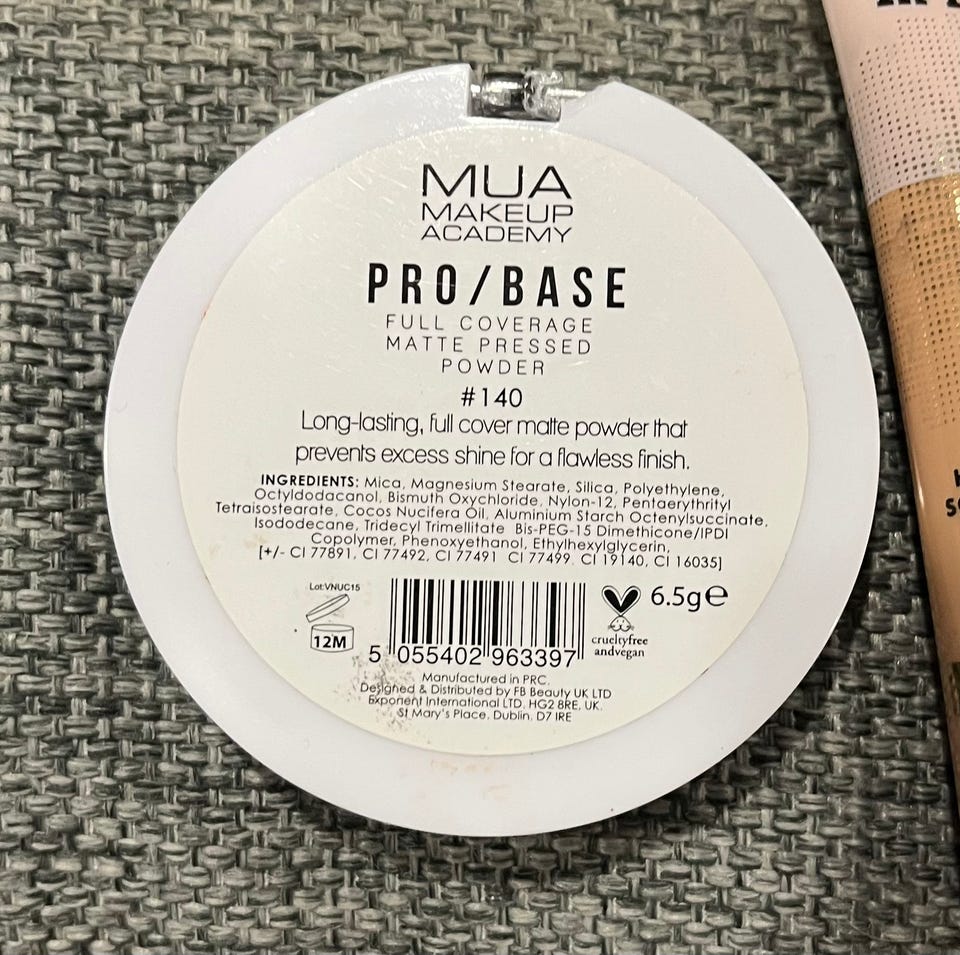 MUA
MAKEUP
ACADEMY
PRO/BASE
FULL COVERAGE
MATTE PRESSED
POWDER
#140
Long-lasting, full cover matte powder that
prevents excess shine for a flawless finish.
INGREDIENTS: Mica, Magnesium Stearate, Silica, Polyethylene,
Octyldodacanol, Bismuth Oxychloride, Nylon-12, Pentaerythrityl
Tetraisostearate, Cocos Nucifera Oil, Aluminium Starch Octenylsuccinate,
Isododecane, Tridecyl Trimellitate Bis-PEG-15 Dimethicone/IPDI
Copolymer, Phenoxyethanol, Ethylhexylglycerin,
[+/- CI 77891, CI 77492, CI 77491 CI 77499. CI 19140, CI 16035]
Lot:VNUC15
12M
5 055402 963397
6.5g℮
crueltyfree
andvegan
Manufactured in PRC.
Designed & Distributed by FB Beauty UK LTD
Exponent International LTD, HG2 8RE, UK.
St Mary's Place, Dublin, D7 IRE